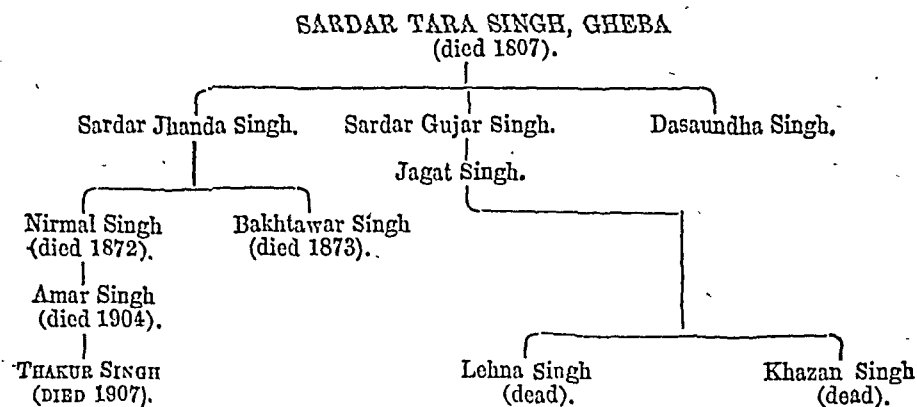 SARDAR TARA SINGH, GHEBA
(died 1807).
Sardar Jhanda Singh. Sardar Gujar Singh. Dasaundha Singh.
Jagat Singh.
Nirmal Singh Bakhtawar Singh
(died 1872). (died 1873).
Amar Singh
(died 1904).
THAKUR SINGH Lehna Singh Khazan Singh
(DIED 1907). (dead). (dead).